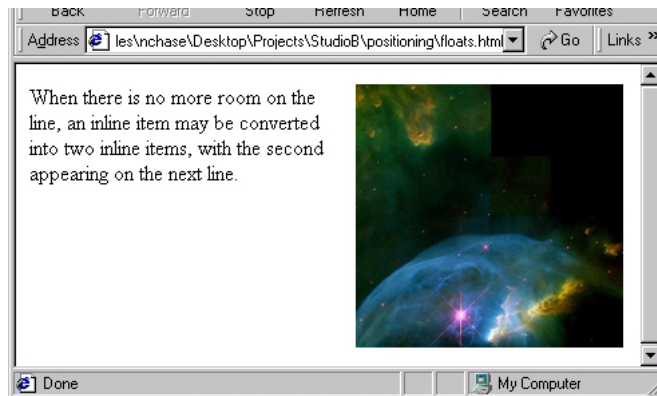 Back Forward Stop Refresh Home Search Favorites
Address les\nchase\Desktop\Projects\StudioB\positioning\floats.html Go Links »
When there is no more room on the
line, an inline item may be converted
into two inline items, with the second
appearing on the next line.
Done My Computer